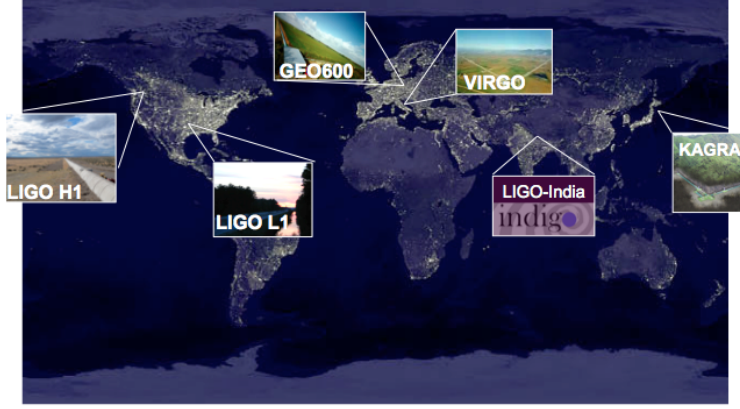 GEO600
VIRGO
LIGO H1
LIGO L1
LIGO-India
indigo
KAGRA